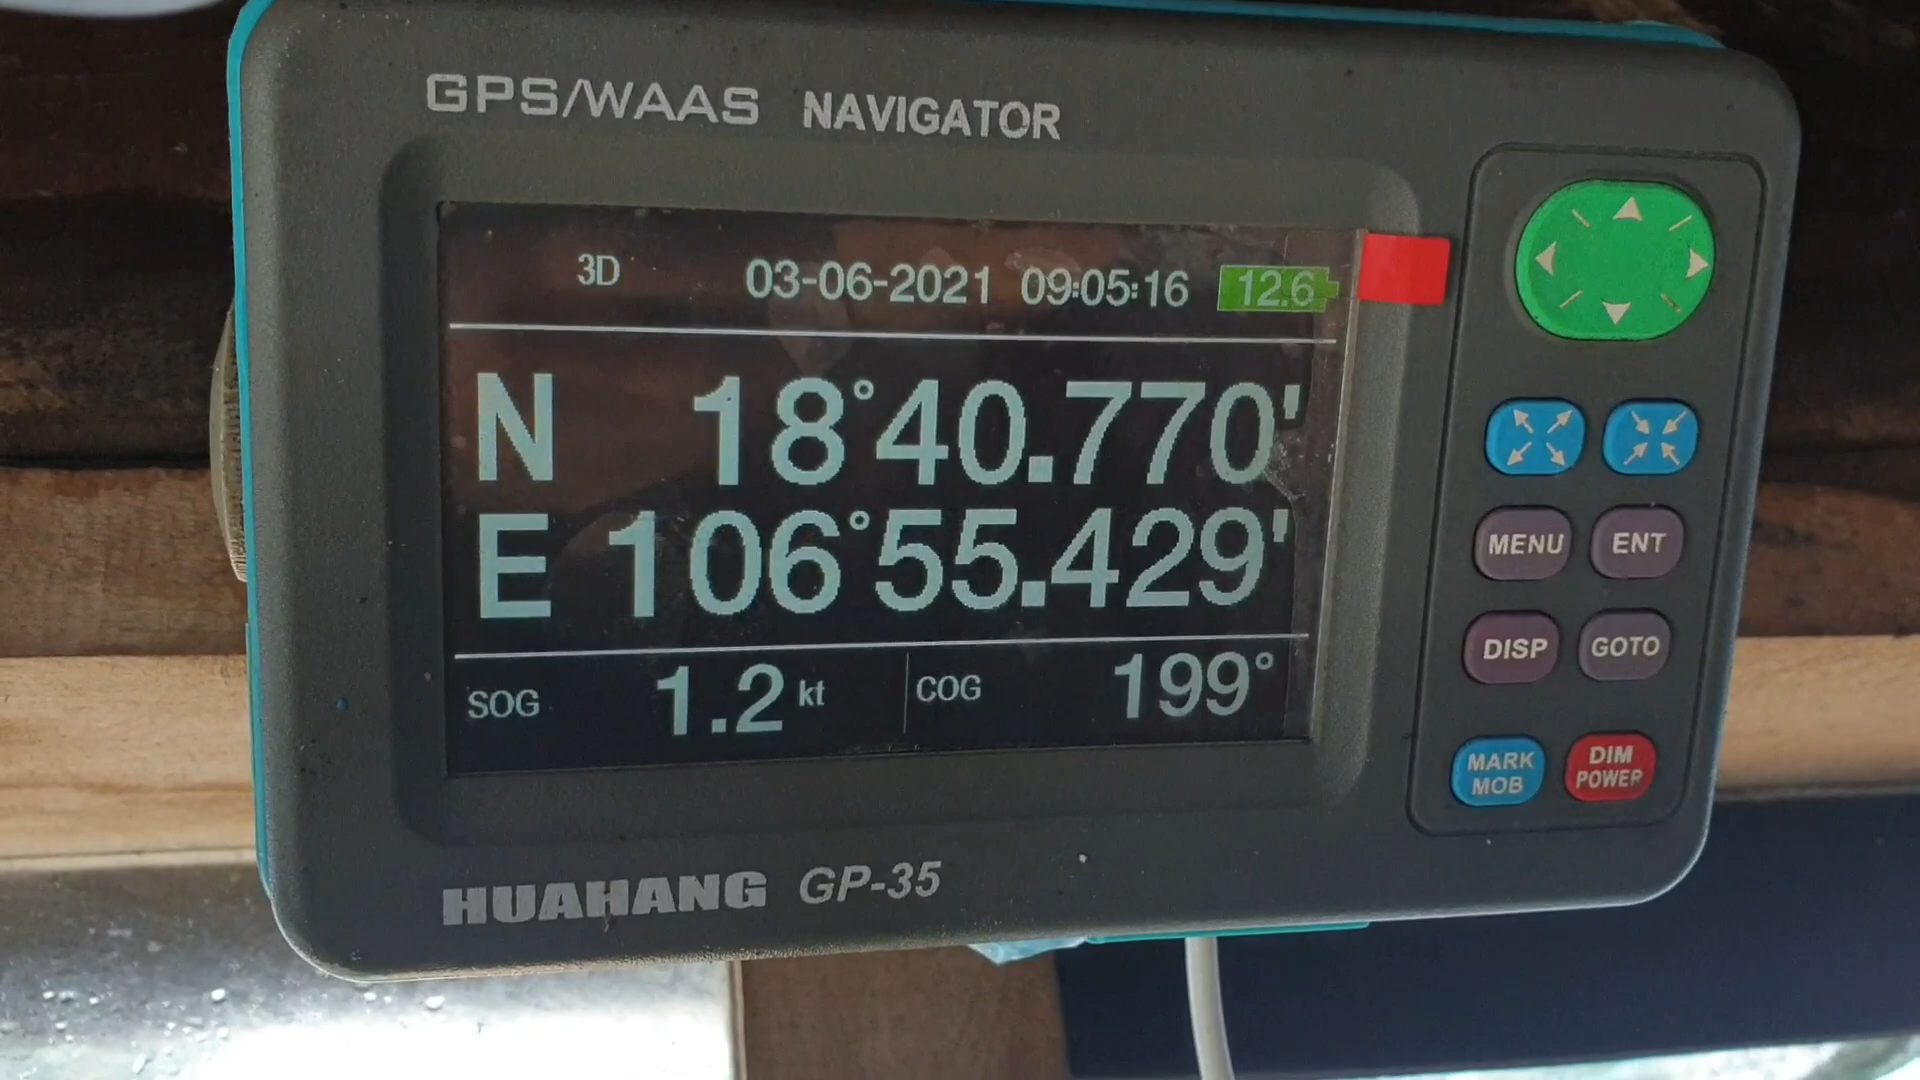 GPS/WAAS NAVIGATOR
3D 03-06-2021 09:05:16 12.6
N 18°40.770'
E 106°55.429'
SOG 1.2 kt COG 199°
MENU ENT
DISP GOTO
MARK MOB
DIM POWER
HUAHANG GP-35